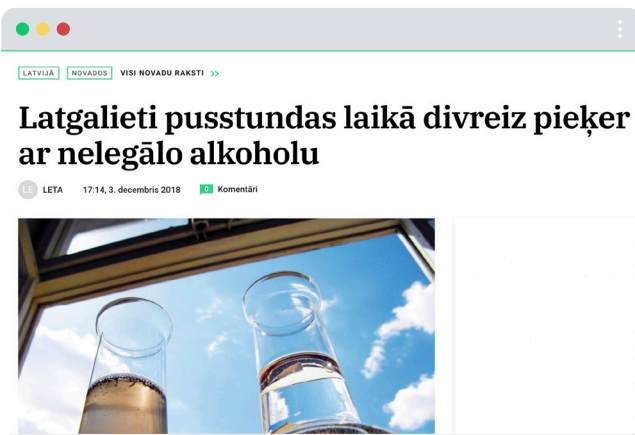 LATVIJĀ NOVADOS VISI NOVADU RAKSTI
Latgalieti pusstundas laikā divreiz pieķer
ar nelegālo alkoholu
LE LETA 17:14, 3. decembris 2018 0 Komentāri